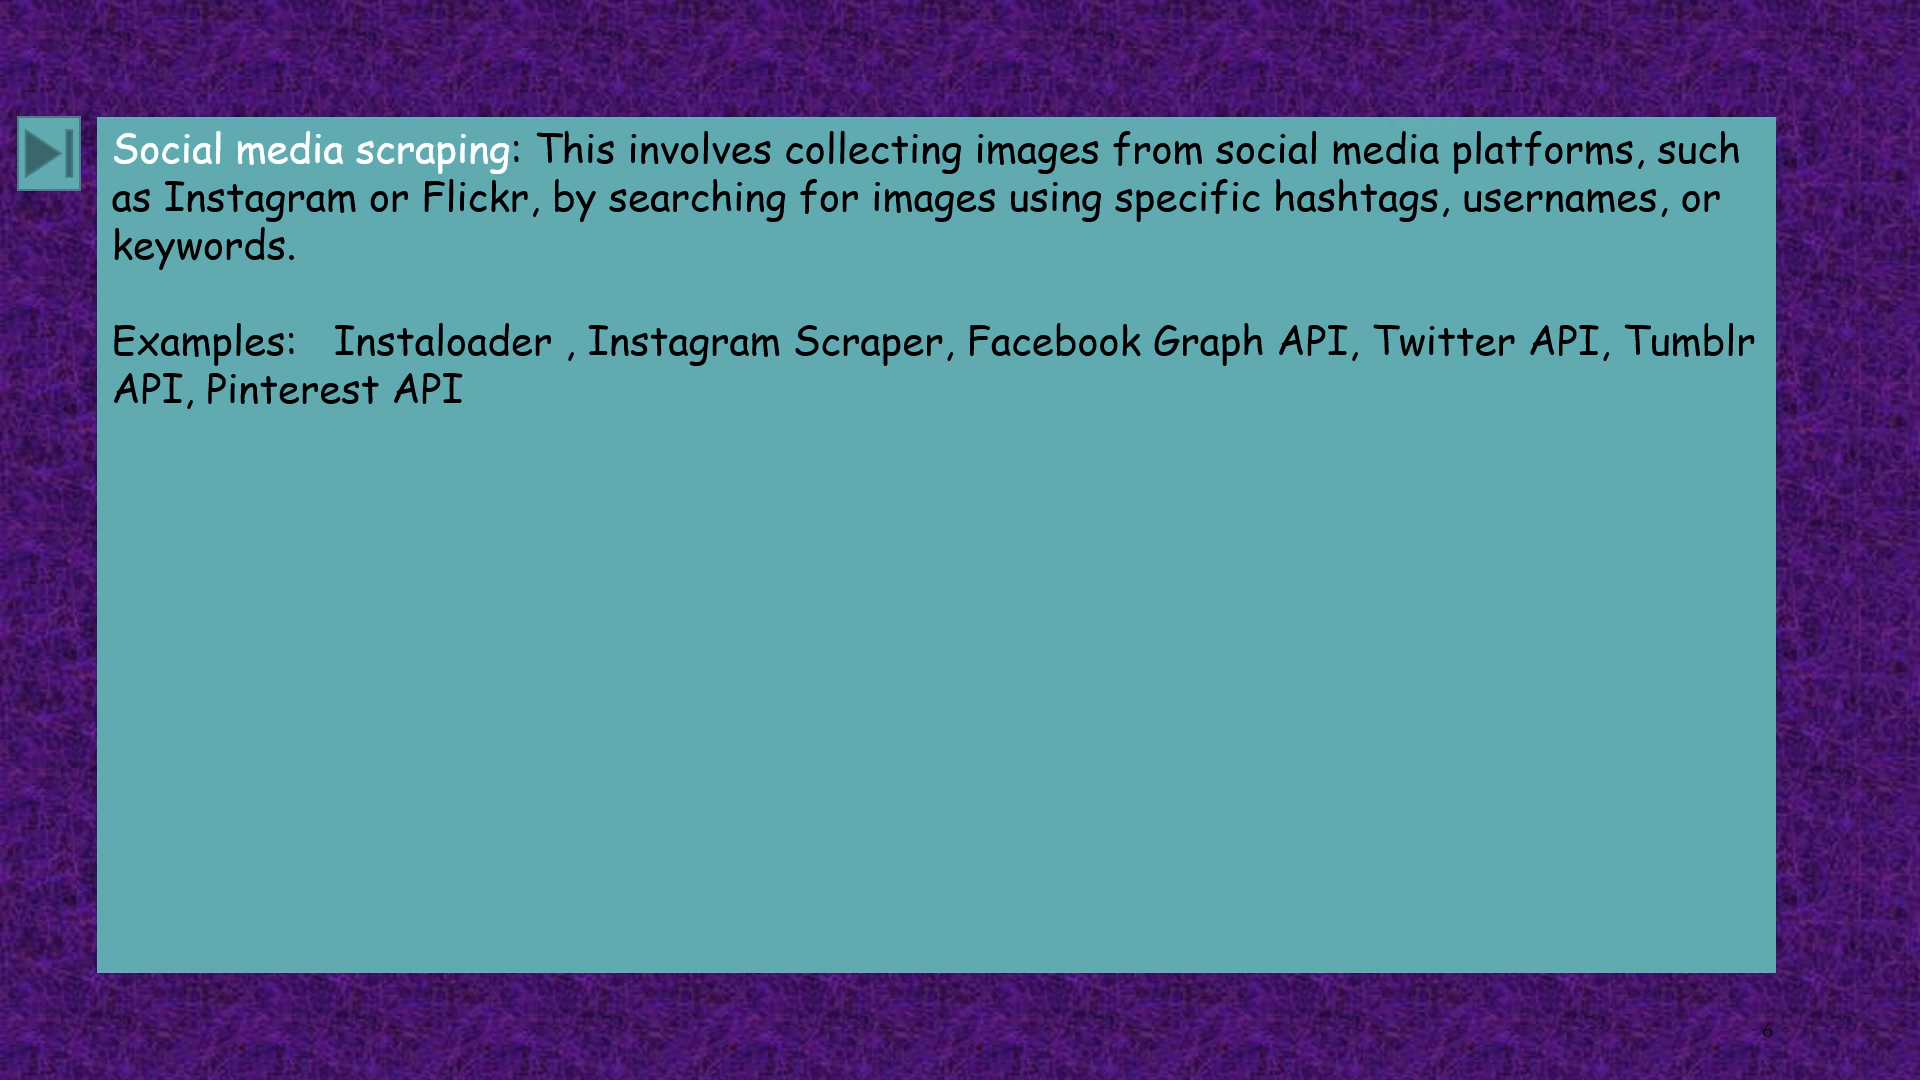 Social media scraping: This involves collecting images from social media platforms, such
as Instagram or Flickr, by searching for images using specific hashtags, usernames, or
keywords.
Examples:   Instaloader , Instagram Scraper, Facebook Graph API, Twitter API, Tumblr
API, Pinterest API
6